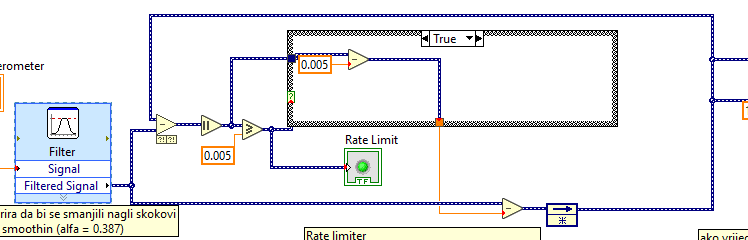 True
erometer
0.005
Filter
Signal
Filtered Signal
0.005
Rate Limit
TF
rira da bi se smanjili nagli skokovi
smoothin (alfa = 0.387)
Rate limiter
ako vrijed